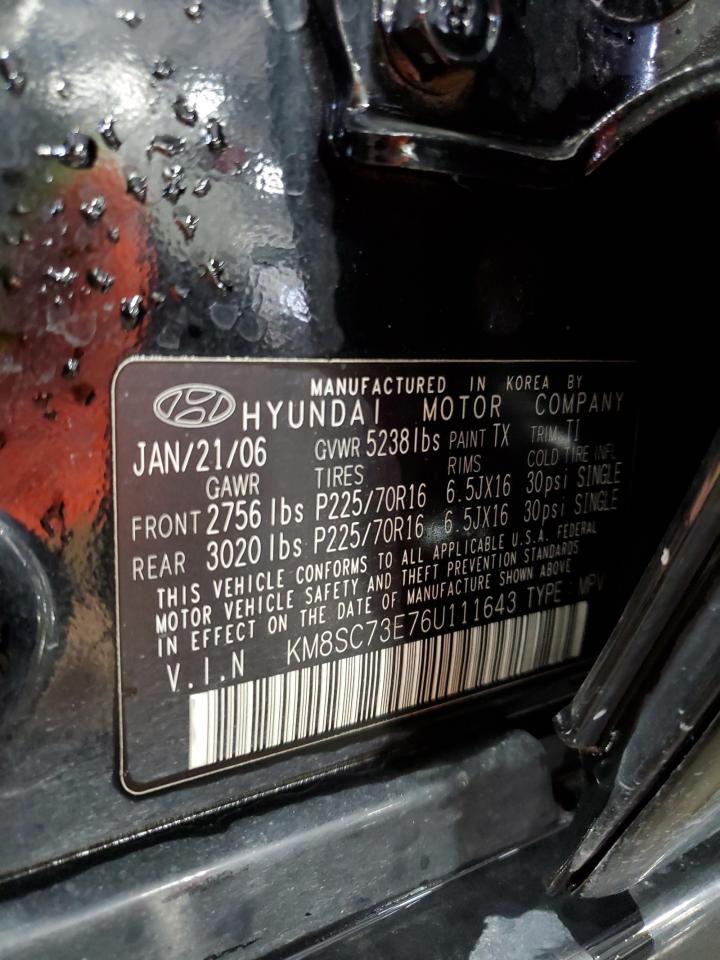 MANUFACTURED IN KOREA BY
HYUNDAI MOTOR COMPANY
JAN/21/06 GVWR 5238 lbs PAINT TX TRIM TI
GAWR TIRES RIMS COLD TIRE INFL
FRONT 2756 lbs P225/70R16 6.5JX16 30psi SINGLE
REAR 3020 lbs P225/70R16 6.5JX16 30psi SINGLE
THIS VEHICLE CONFORMS TO ALL APPLICABLE U.S.A. FEDERAL
MOTOR VEHICLE SAFETY AND THEFT PREVENTION STANDARDS
IN EFFECT ON THE DATE OF MANUFACTURE SHOWN ABOVE
V.I.N KM8SC73E76U111643 TYPE : MPV